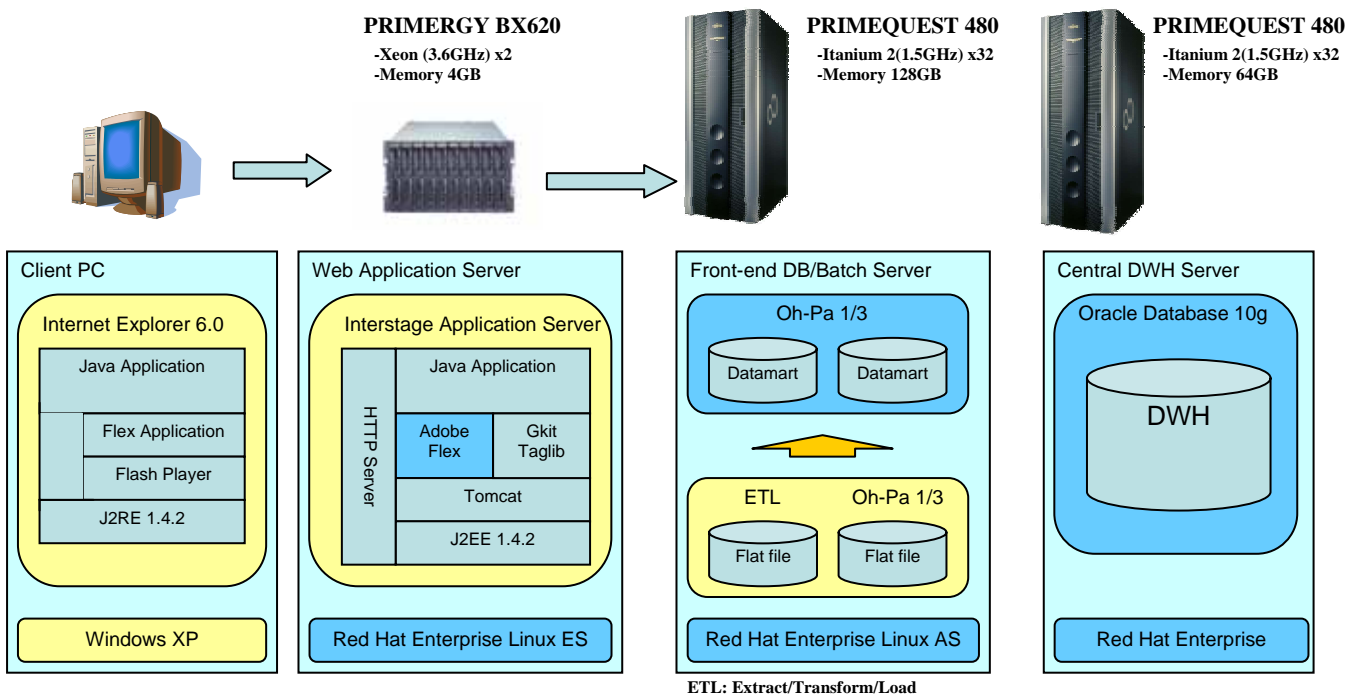 PRIMERGY BX620
-Xeon (3.6GHz) x2
-Memory 4GB
PRIMEQUEST 480
-Itanium 2(1.5GHz) x32
-Memory 128GB
PRIMEQUEST 480
-Itanium 2(1.5GHz) x32
-Memory 64GB
Client PC
Internet Explorer 6.0
Java Application
Flex Application
Flash Player
J2RE 1.4.2
Windows XP
Web Application Server
Interstage Application Server
HTTP Server
Java Application
Adobe
Flex
Gkit
Taglib
Tomcat
J2EE 1.4.2
Red Hat Enterprise Linux ES
Front-end DB/Batch Server
Oh-Pa 1/3
Datamart
Datamart
ETL
Oh-Pa 1/3
Flat file
Flat file
Red Hat Enterprise Linux AS
Central DWH Server
Oracle Database 10g
DWH
Red Hat Enterprise
ETL: Extract/Transform/Load